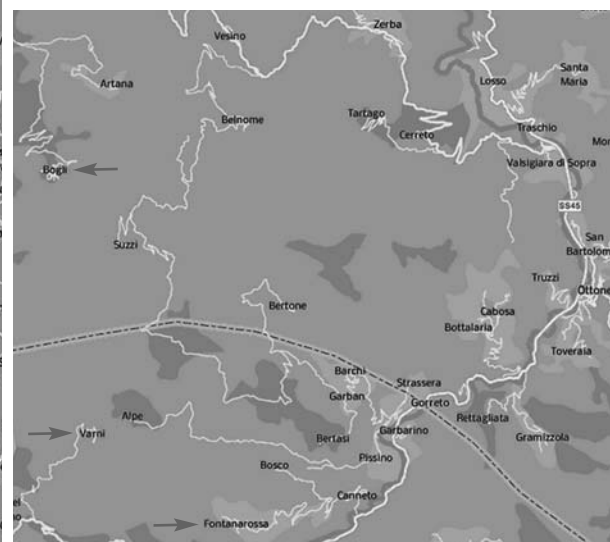 Zerba
Vesino
Santa
Maria
Losso
Artana
Belnome
Tartago
Cerreto
Traschio
Valsigiara di Sopra
Bogli
SS45
San
Bartolom
Suzzi
Truzzi
Ottone
Bertone
Cabosa
Bottalaria
Toveraia
Barchi
Strassera
Garban
Gorreto
Rettagliata
Alpe
Varni
Bertasi
Garbarino
Gramizzola
Pissino
Bosco
Canneto
Fontanarossa